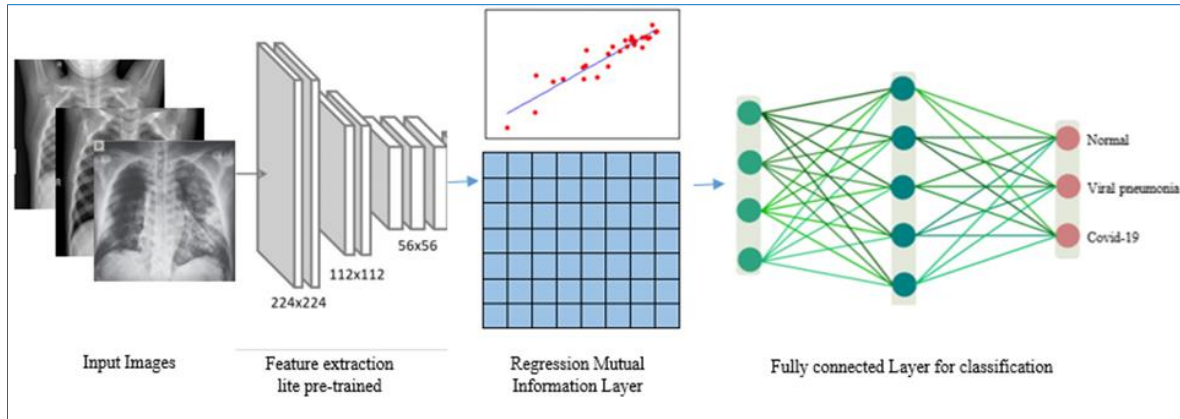 224x224
112x112
56x56
Normal
Viral pneumonia
Covid-19
Input Images
Feature extraction
lite pre-trained
Regression Mutual
Information Layer
Fully connected Layer for classification